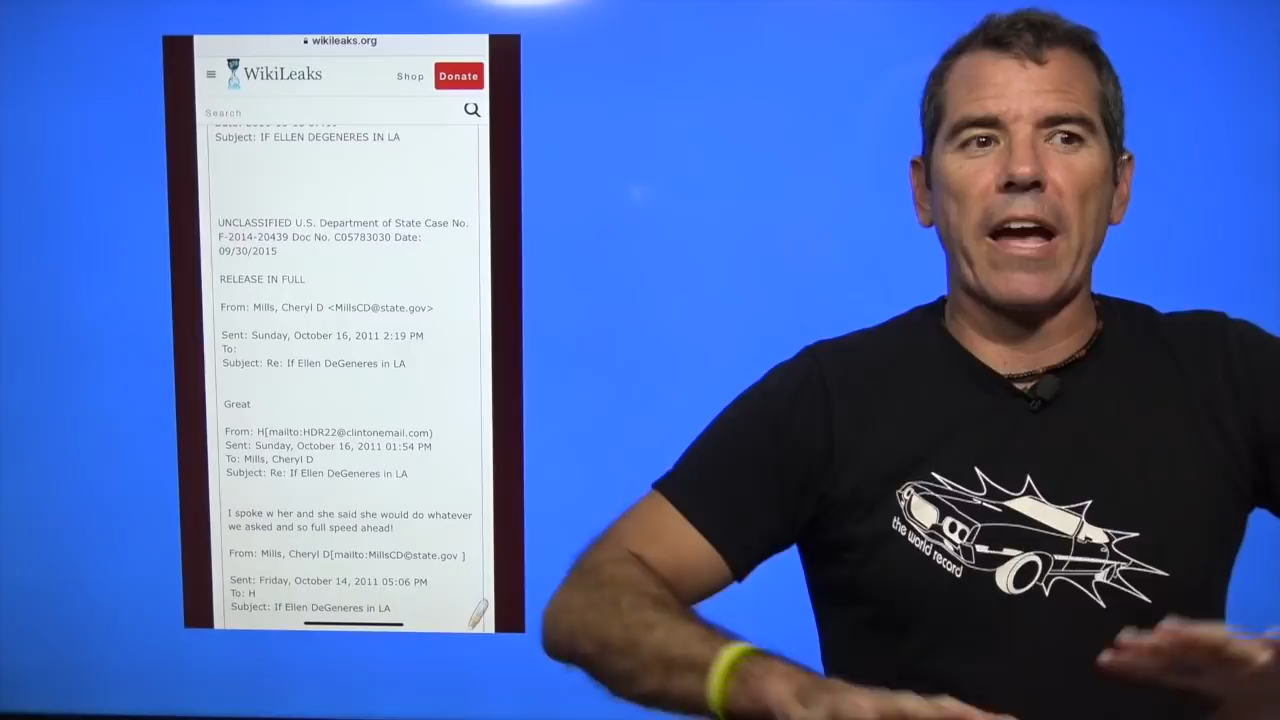 wikileaks.org
WikiLeaks
Shop
Donate
Search
Subject: IF ELLEN DEGENERES IN LA
UNCLASSIFIED U.S. Department of State Case No.
F-2014-20439 Doc No. C05783030 Date:
09/30/2015
RELEASE IN FULL
From: Mills, Cheryl D <MillsCD@state.gov>
Sent: Sunday, October 16, 2011 2:19 PM
To:
Subject: Re: If Ellen DeGeneres in LA
Great
From: H[mailto:HDR22@clintonemail.com)
Sent: Sunday, October 16, 2011 01:54 PM
To: Mills, Cheryl D
Subject: Re: If Ellen DeGeneres in LA
I spoke w her and she said she would do whatever
we asked and so full speed ahead!
From: Mills, Cheryl D[mailto:MillsCD©state.gov ]
Sent: Friday, October 14, 2011 05:06 PM
To: H
Subject: If Ellen DeGeneres in LA
the world record